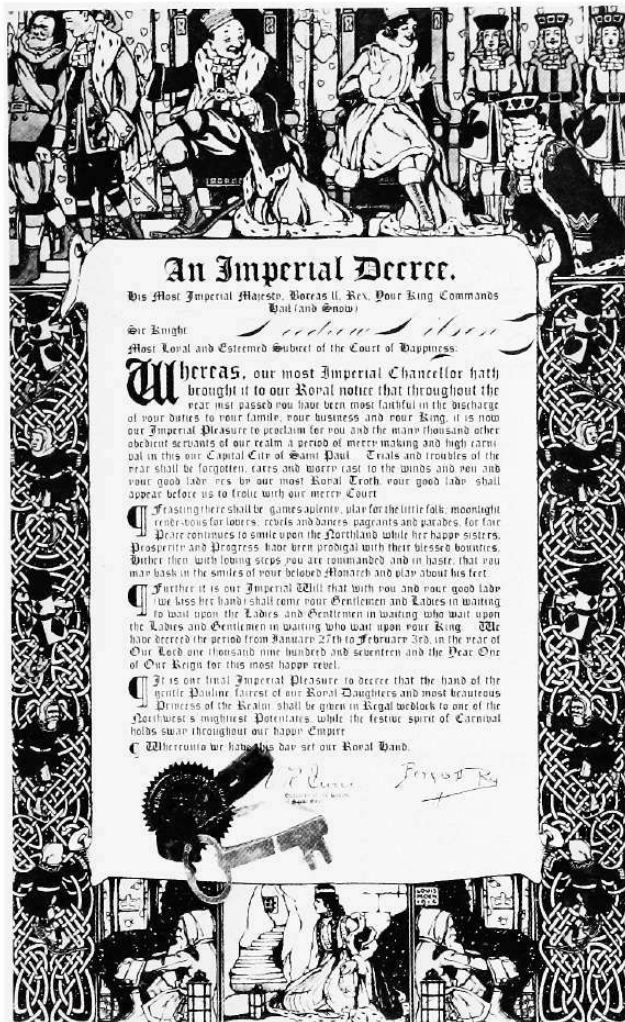 An Imperial Decree.
His Most Imperial Majesty, Boreas II, Rex, Your King Commands
Hail (and Snow)
Sir Knight Woodrow Wilson
Most Loyal and Esteemed Subject of the Court of Happiness:
Whereas, our most Imperial Chancellor hath
brought it to our Royal notice that throughout the
year just passed you have been most faithful in the discharge
of your duties to your family, your business and your King, it is now
our Imperial Pleasure to proclaim for you and the many thousand other
obedient servants of our realm a period of merry making and high carni
val in this our Capital City of Saint Paul. Trials and troubles of the
year shall be forgotten, cares and worry cast to the winds and you and
your good lady yes by our most Royal Troth, your good lady shall
appear before us to frolic with our merry Court
¶ Feasting there shall be, games aplenty, play for the little folk, moonlight
rendezvous for lovers, revels and dances, pageants and parades, for fair
Peace continues to smile upon the Northland while her happy sisters,
Prosperity and Progress have been prodigal with their blessed bounties.
Hither then with loving steps you are commanded and in haste, that you
may bask in the smiles of your beloved Monarch and play about his feet.
¶ Further it is our Imperial Will that with you and your good lady
(we kiss her hand) shall come your Gentlemen and Ladies in waiting
to wait upon the Ladies and Gentlemen in waiting who wait upon
the Ladies and Gentlemen in waiting who wait upon your King. We
have decreed the period from January 27th to February 3rd, in the year of
Our Lord one thousand nine hundred and seventeen and the Year One
of Our Reign for this most happy revel.
¶ It is our final Imperial Pleasure to decree that the hand of the
gentle Pauline, fairest of our Royal Daughters and most beauteous
Princess of the Realm, shall be given in Regal wedlock to one of the
Northwest's mightiest Potentates, while the festive spirit of Carnival
holds sway throughout our happy Empire
¶ Whereunto we have this day set our Royal Hand.
LOUIS
MOEN